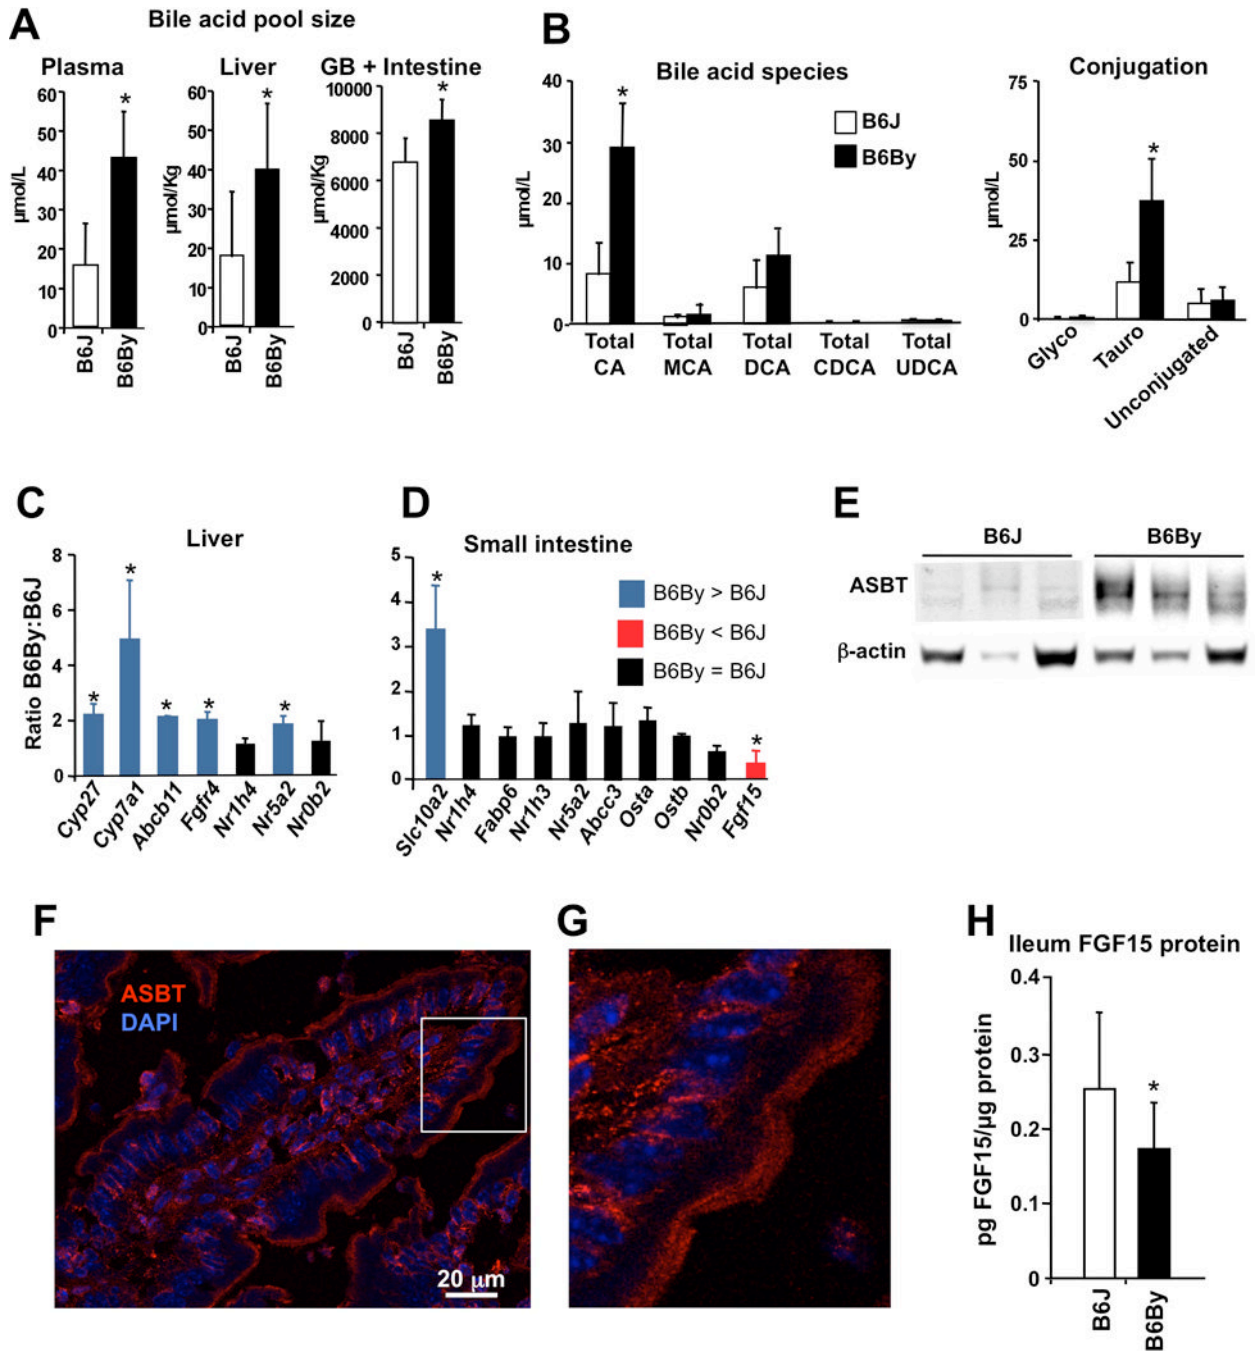 A
Bile acid pool size
Plasma
Liver
GB + Intestine
60
50
40
30
20
10
0
µmol/L
B6J
B6By
*
60
50
40
30
20
10
0
µmol/Kg
B6J
B6By
*
10000
8000
6000
4000
2000
0
µmol/Kg
B6J
B6By
*
B
Bile acid species
40
30
20
10
0
µmol/L
*
B6J
B6By
Total CA
Total MCA
Total DCA
Total CDCA
Total UDCA
Conjugation
75
50
25
0
µmol/L
*
Glyco
Tauro
Unconjugated
C
Liver
8
6
4
2
0
Ratio B6By:B6J
*
*
*
*
*
Cyp27
Cyp7a1
Abcb11
Fgfr4
Nr1h4
Nr5a2
Nr0b2
D
Small intestine
5
4
3
2
1
0
*
*
B6By > B6J
B6By < B6J
B6By = B6J
Slc10a2
Nr1h4
Fabp6
Nr1h3
Nr5a2
Abcc3
Osta
Ostb
Nr0b2
Fgf15
E
B6J
B6By
ASBT
β-actin
F
ASBT
DAPI
20 µm
G
H
Ileum FGF15 protein
0.4
0.3
0.2
0.1
0
pg FGF15/µg protein
*
B6J
B6By